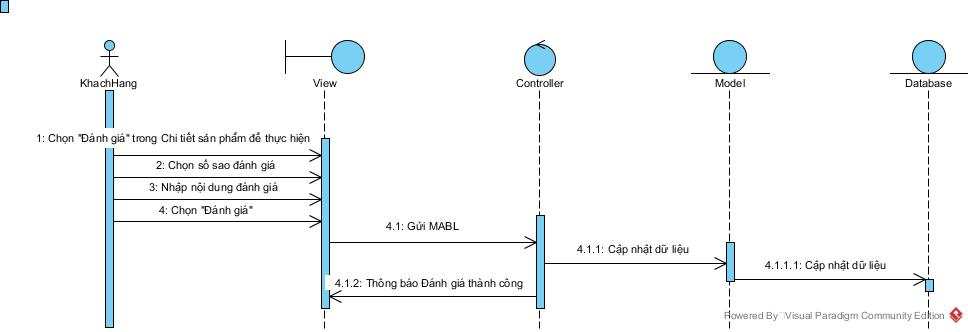 KhachHang
View
Controller
Model
Database
1: Chọn "Đánh giá" trong Chi tiết sản phẩm để thực hiện
2: Chọn số sao đánh giá
3: Nhập nội dung đánh giá
4: Chọn "Đánh giá"
4.1: Gửi MABL
4.1.1: Cập nhật dữ liệu
4.1.1.1: Cập nhật dữ liệu
4.1.2: Thông báo Đánh giá thành công
Powered By Visual Paradigm Community Edition